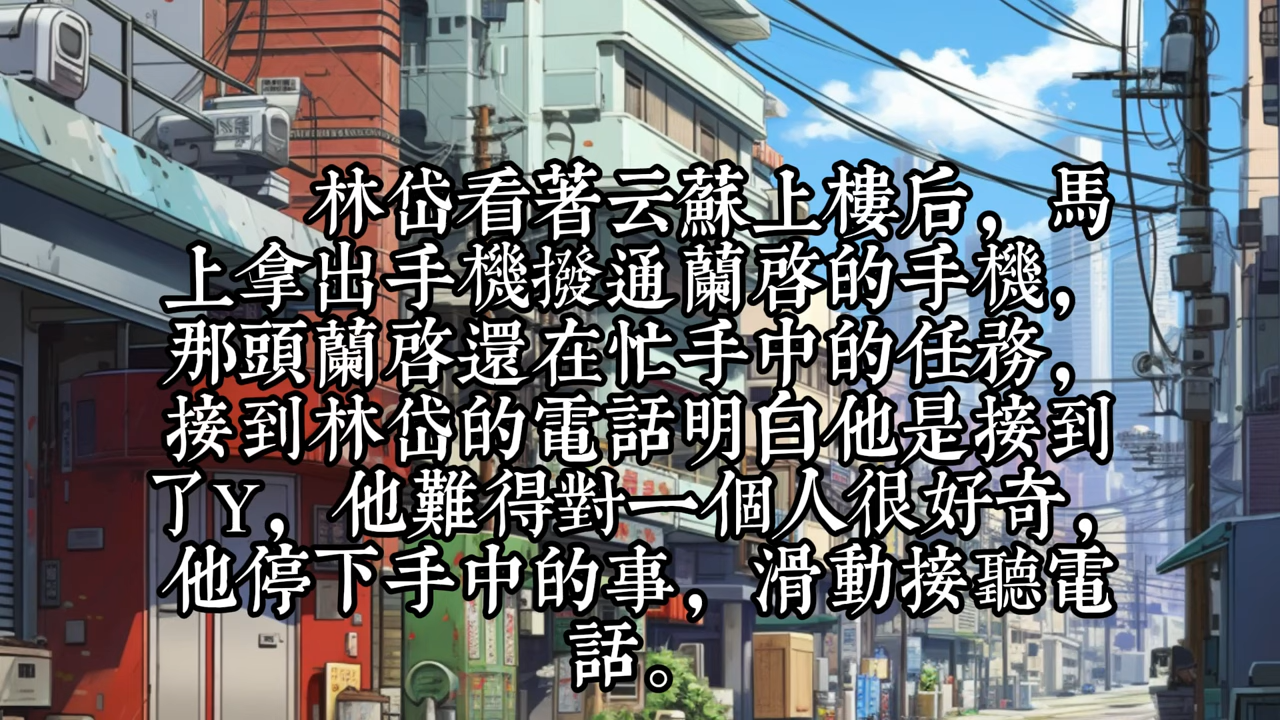 林岱看著云蘇上樓后，馬
上拿出手機撥通蘭啓的手機，
那頭蘭啓還在忙手中的任務，
接到林岱的電話明白他是接到
了Y，他難得對一個人很好奇，
他停下手中的事，滑動接聽電
話。